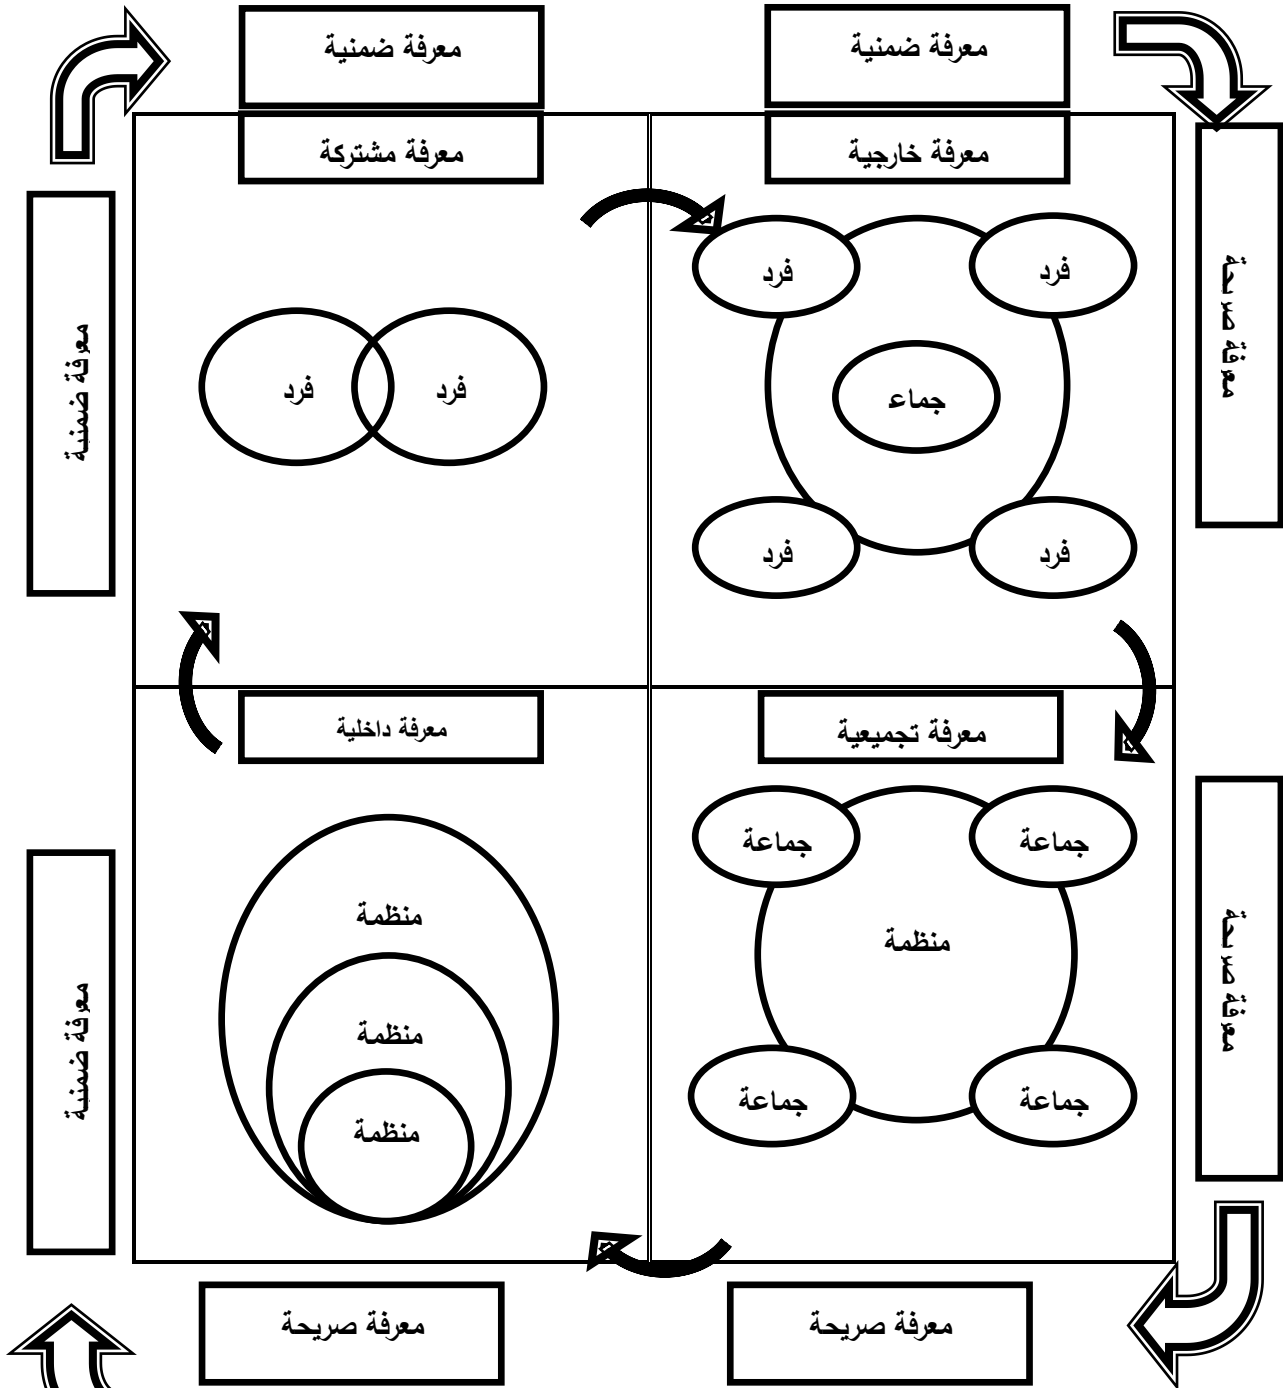 معرفة ضمنية
معرفة ضمنية
معرفة خارجية
معرفة مشتركة
معرفة صريحة
معرفة ضمنية
فرد
فرد
جماء
فرد
فرد
فرد
فرد
معرفة تجميعية
معرفة داخلية
معرفة صريحة
معرفة ضمنية
جماعة
جماعة
منظمة
جماعة
جماعة
منظمة
منظمة
منظمة
معرفة صريحة
معرفة صريحة